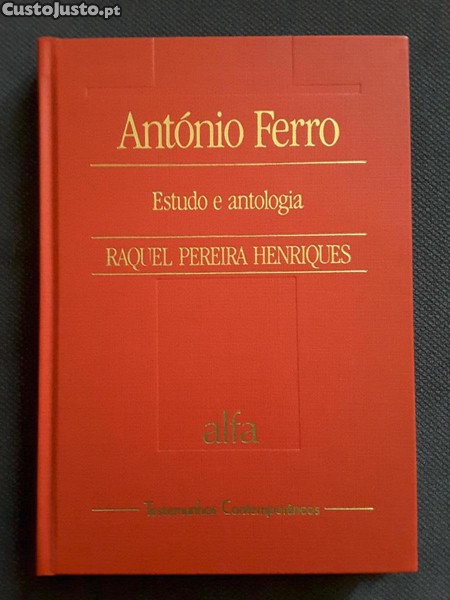 CustoJusto.pt
António Ferro
Estudo e antologia
RAQUEL PEREIRA HENRIQUES
alfa
Testemunhos Contemporâneos